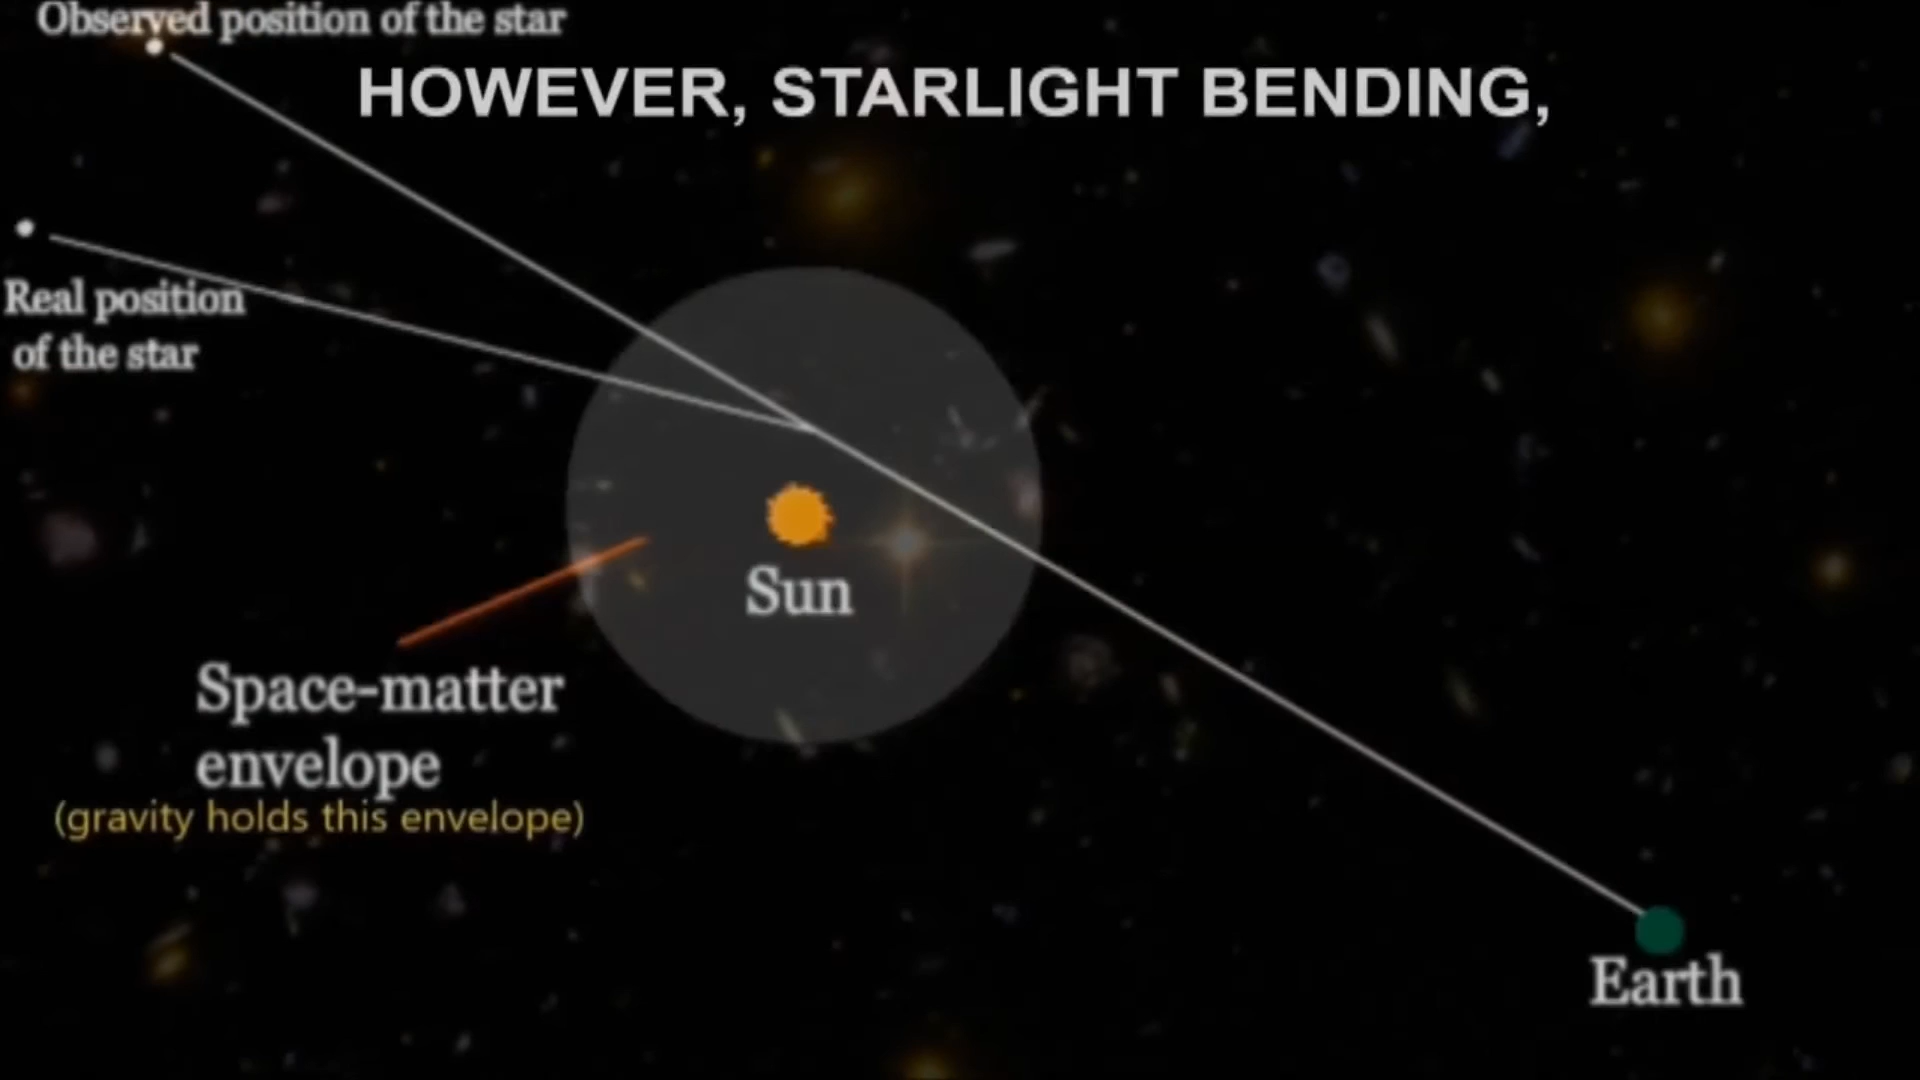 Observed position of the star
HOWEVER, STARLIGHT BENDING,
Real position
of the star
Sun
Space-matter
envelope
(gravity holds this envelope)
Earth